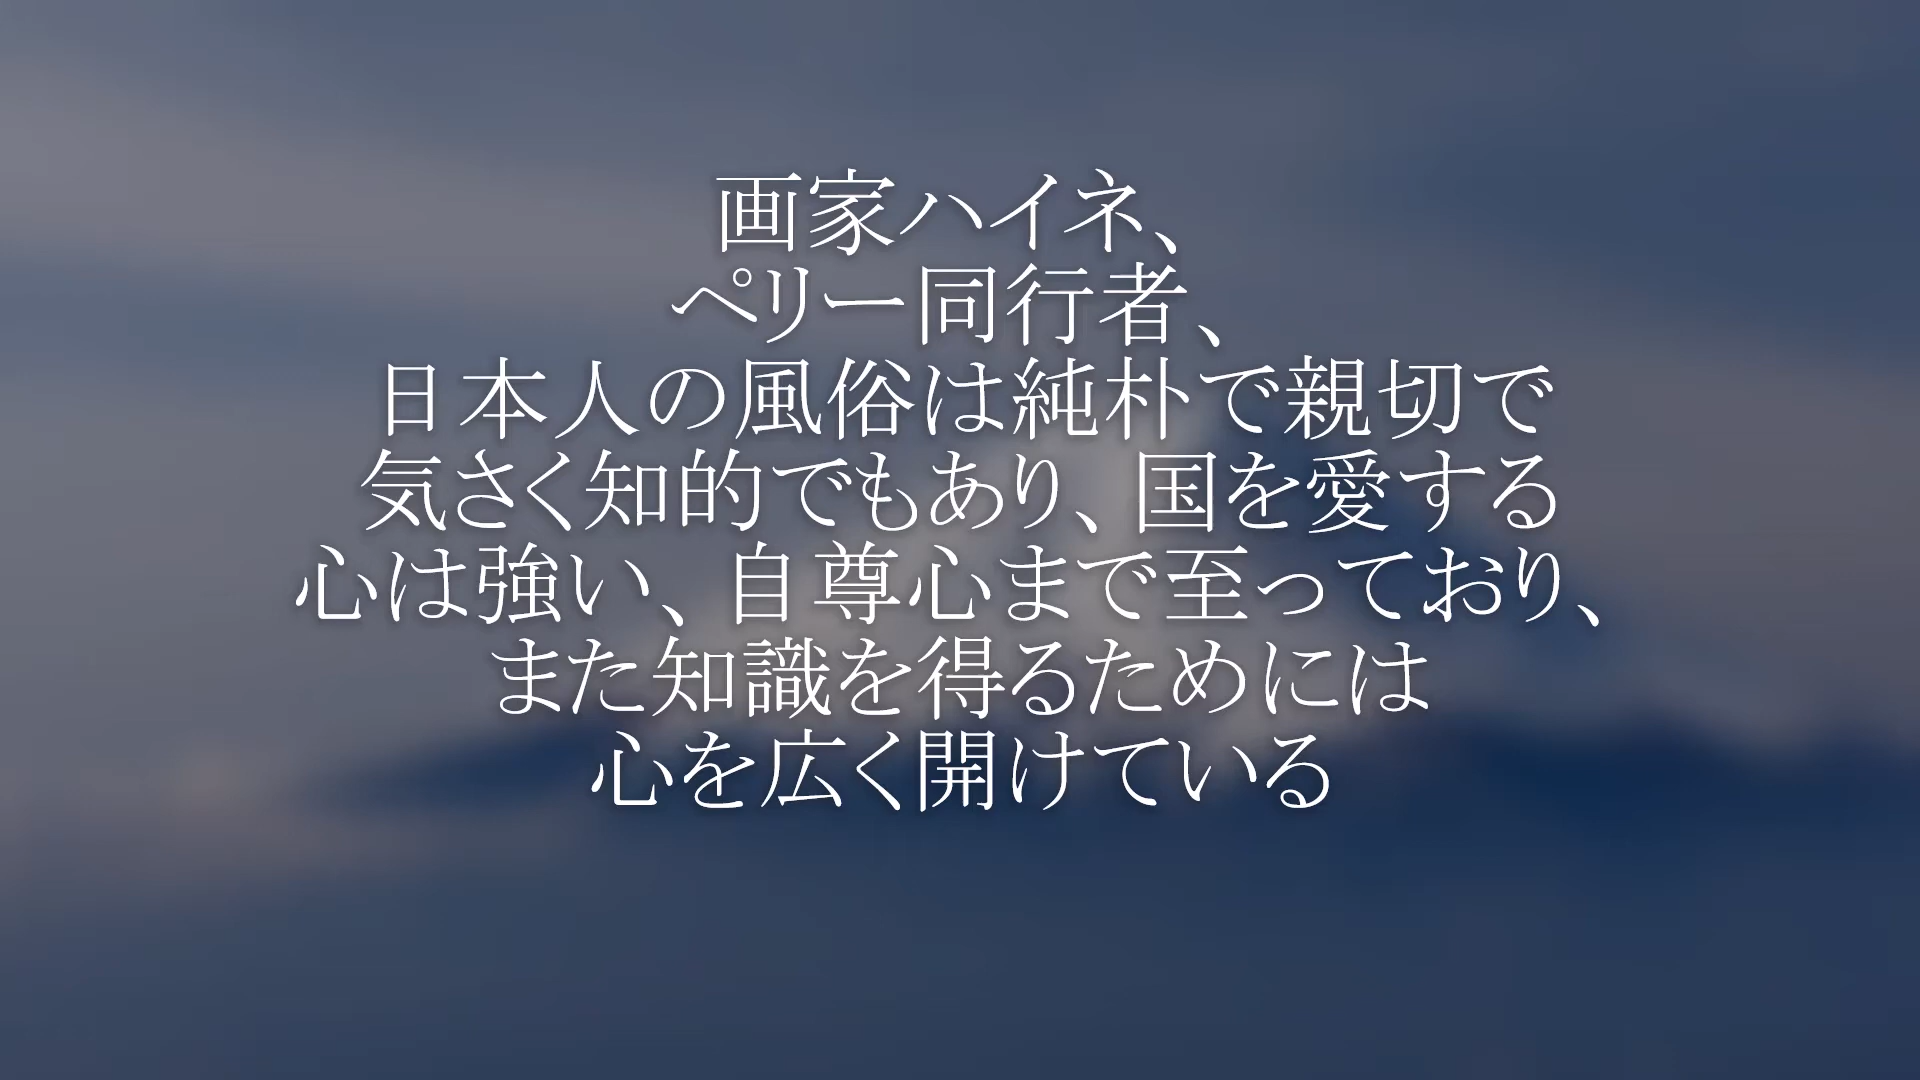 画家ハイネ、
ペリー同行者、
日本人の風俗は純朴で親切で
気さく知的でもあり、国を愛する
心は強い、自尊心まで至っており、
また知識を得るためには
心を広く開けている